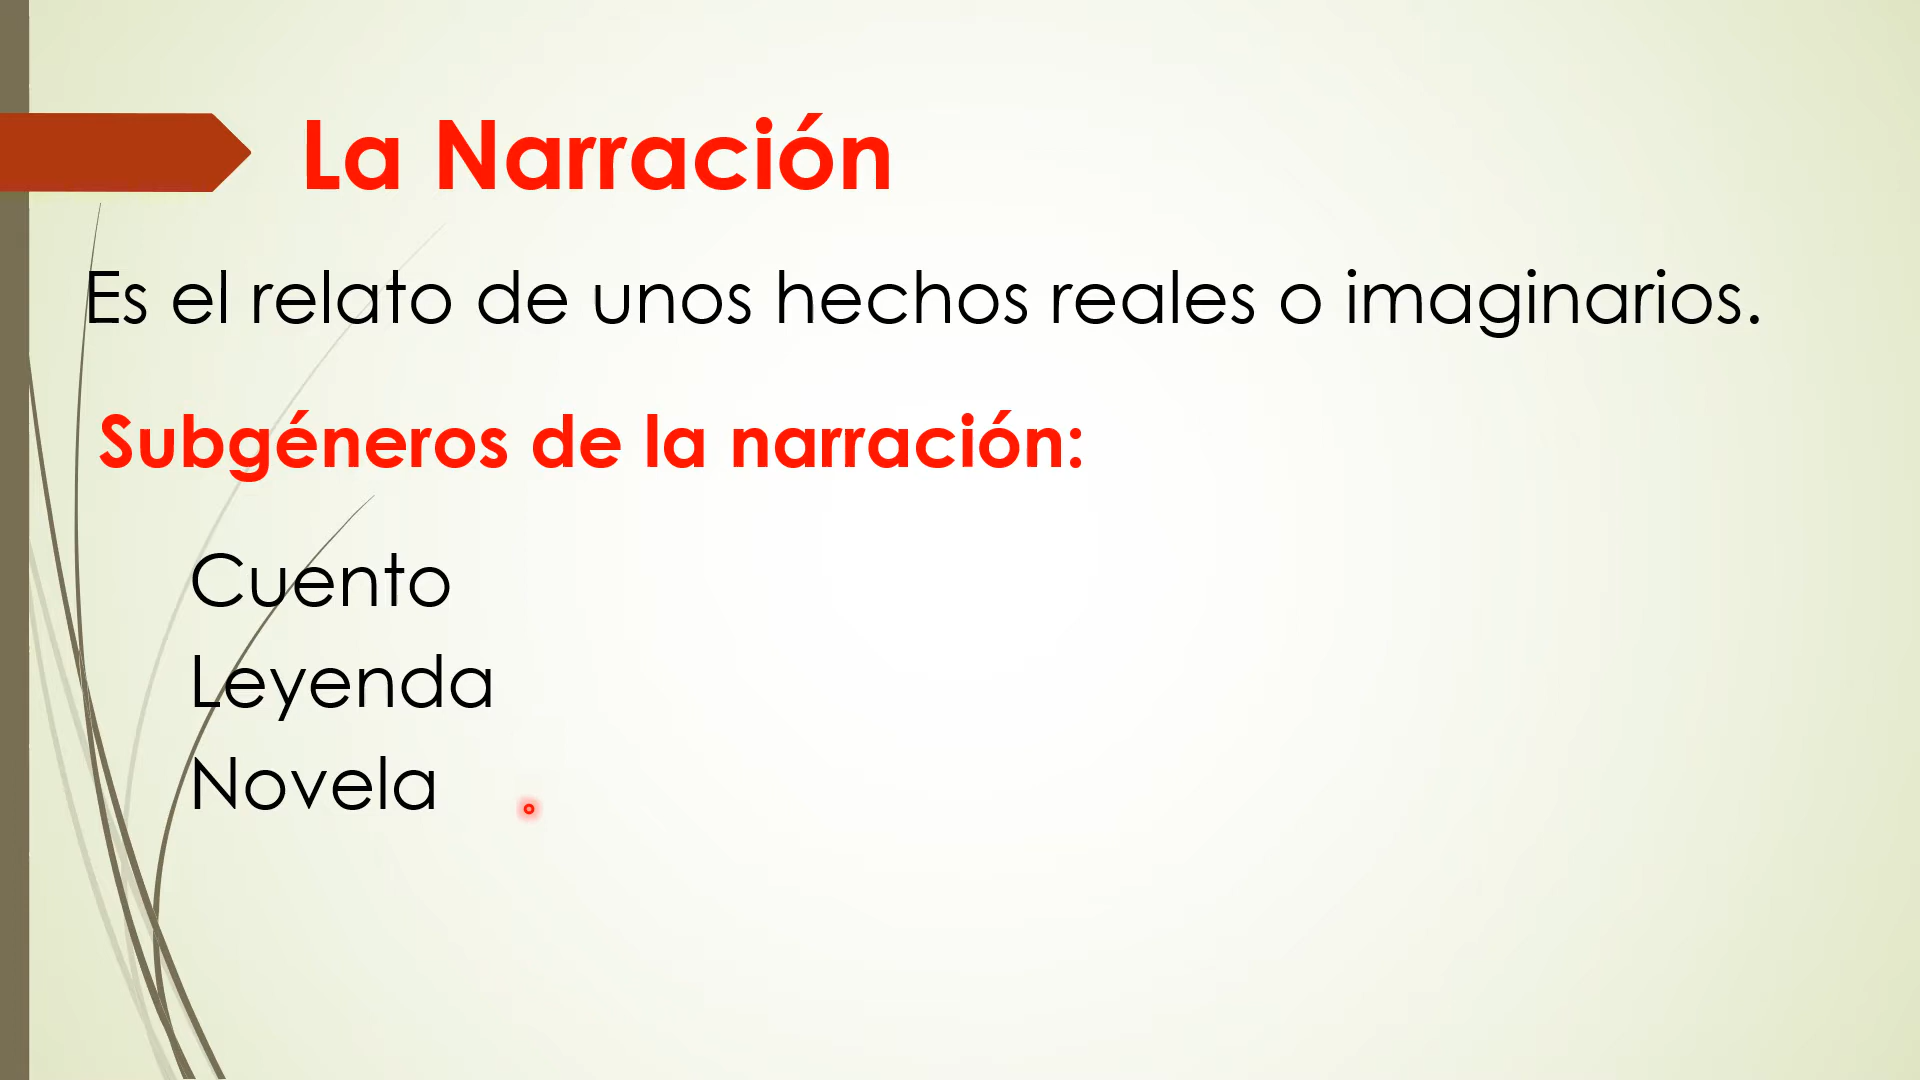 La Narración
Es el relato de unos hechos reales o imaginarios.
Subgéneros de la narración:
Cuento
Leyenda
Novela